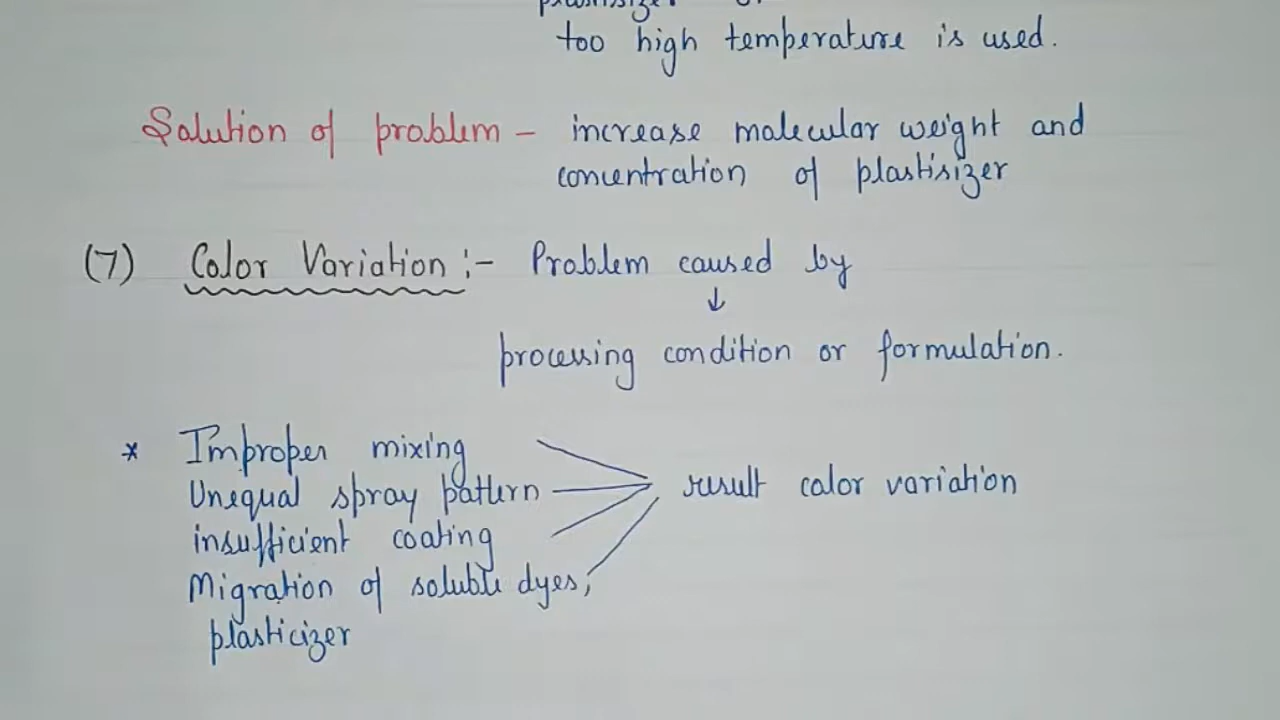 too high temperature is used.
Solution of problem – increase molecular weight and
concentration of plastisizer
(7) Color Variation :- Problem caused by
↓
processing condition or formulation.
* Improper mixing
Unequal spray pattern
insufficient coating
Migration of soluble dyes,
plasticizer
result color variation